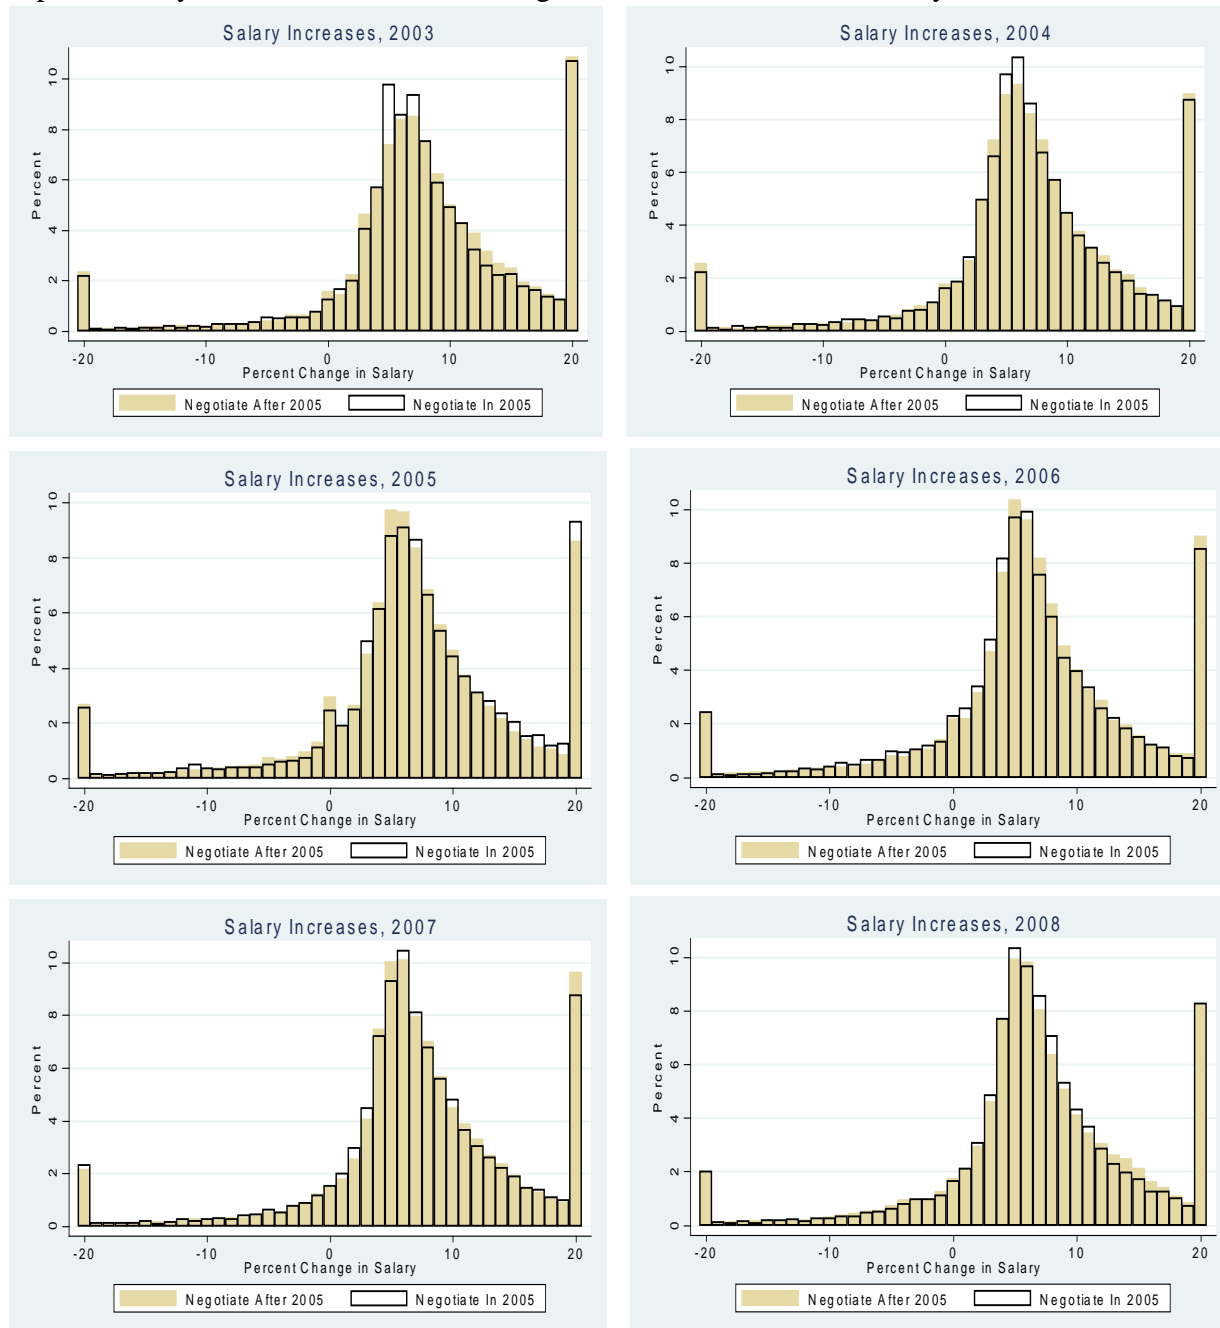 Salary Increases, 2003
Percent
0 2 4 6 8 10
-20 -10 0 10 20
Percent Change in Salary
Negotiate After 2005 Negotiate In 2005
Salary Increases, 2004
Percent
0 2 4 6 8 10
-20 -10 0 10 20
Percent Change in Salary
Negotiate After 2005 Negotiate In 2005
Salary Increases, 2005
Percent
0 2 4 6 8 10
-20 -10 0 10 20
Percent Change in Salary
Negotiate After 2005 Negotiate In 2005
Salary Increases, 2006
Percent
0 2 4 6 8 10
-20 -10 0 10 20
Percent Change in Salary
Negotiate After 2005 Negotiate In 2005
Salary Increases, 2007
Percent
0 2 4 6 8 10
-20 -10 0 10 20
Percent Change in Salary
Negotiate After 2005 Negotiate In 2005
Salary Increases, 2008
Percent
0 2 4 6 8 10
-20 -10 0 10 20
Percent Change in Salary
Negotiate After 2005 Negotiate In 2005